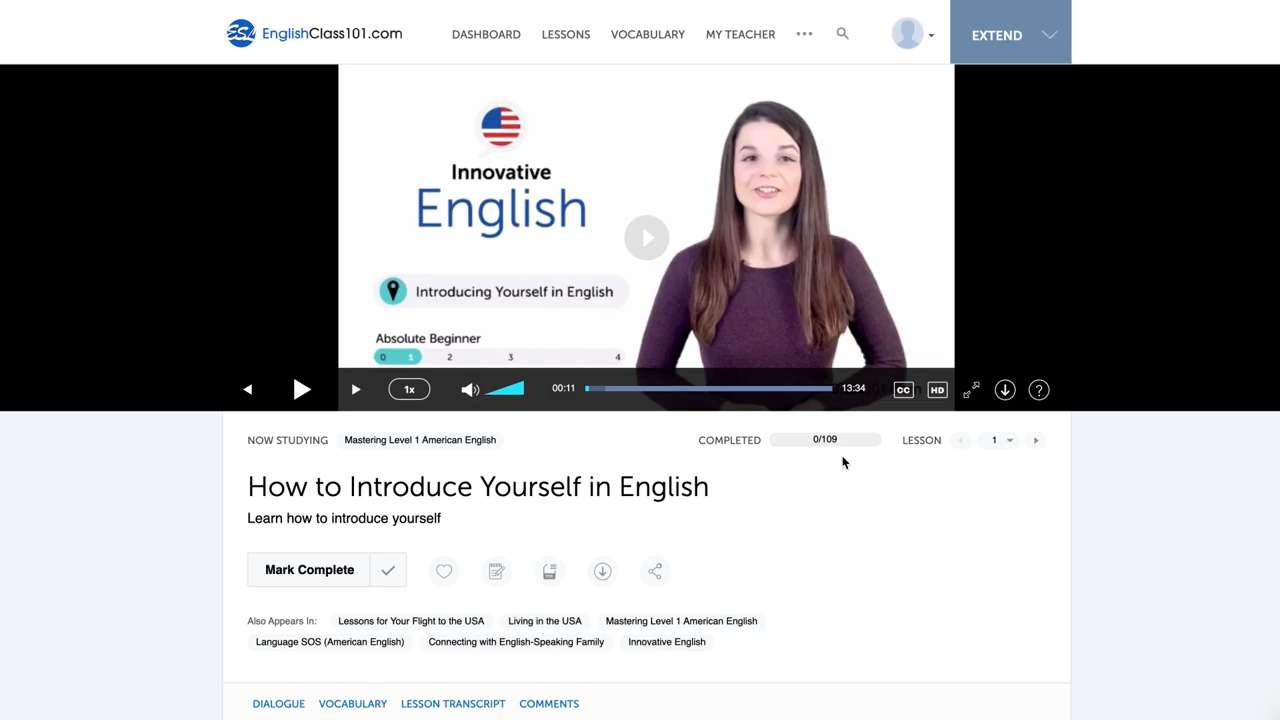 ESL EnglishClass101.com DASHBOARD LESSONS VOCABULARY MY TEACHER EXTEND
Innovative
English
Introducing Yourself in English
Absolute Beginner
0 1 2 3 4
1x 00:11 13:34 CC HD ?
NOW STUDYING Mastering Level 1 American English COMPLETED 0/109 LESSON 1
How to Introduce Yourself in English
Learn how to introduce yourself
Mark Complete
Also Appears In: Lessons for Your Flight to the USA Living in the USA Mastering Level 1 American English
Language SOS (American English) Connecting with English-Speaking Family Innovative English
DIALOGUE VOCABULARY LESSON TRANSCRIPT COMMENTS